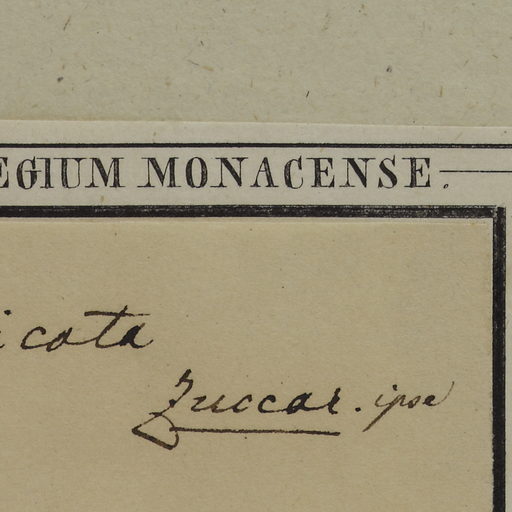 EGIUM MONACENSE.
icata
Zuccar. ipse